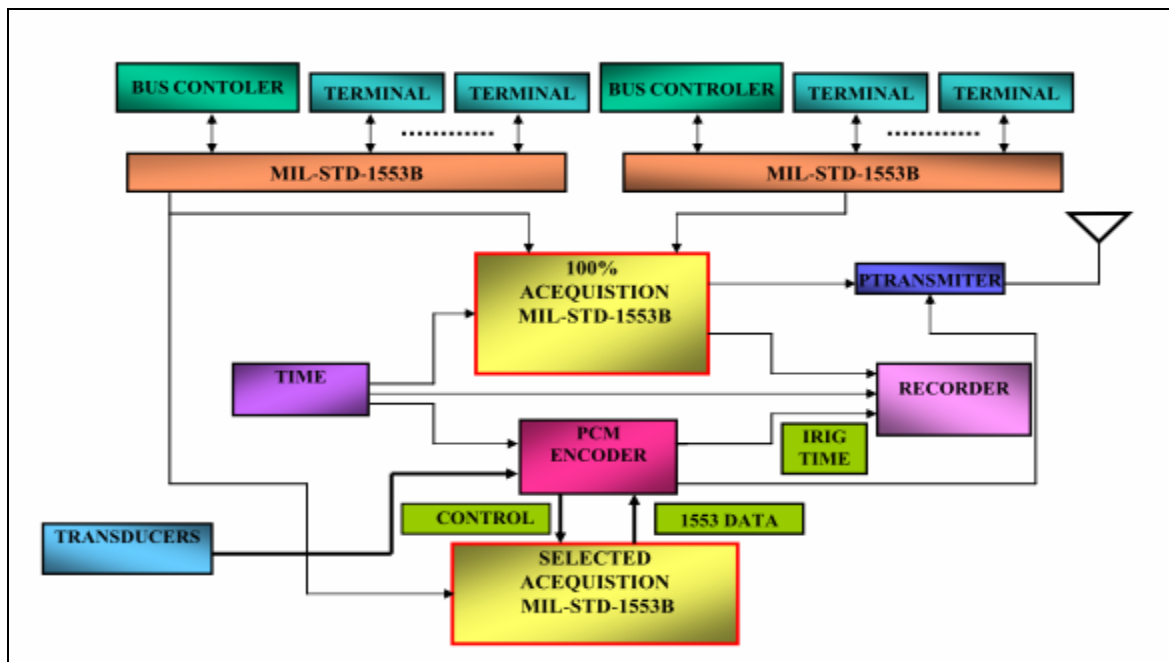 BUS CONTOLER
TERMINAL
TERMINAL
BUS CONTROLER
TERMINAL
TERMINAL
MIL-STD-1553B
MIL-STD-1553B
100%
ACEQUISTION
MIL-STD-1553B
PTRANSMITER
TIME
RECORDER
PCM
ENCODER
IRIG
TIME
CONTROL
1553 DATA
TRANSDUCERS
SELECTED
ACEQUISTION
MIL-STD-1553B